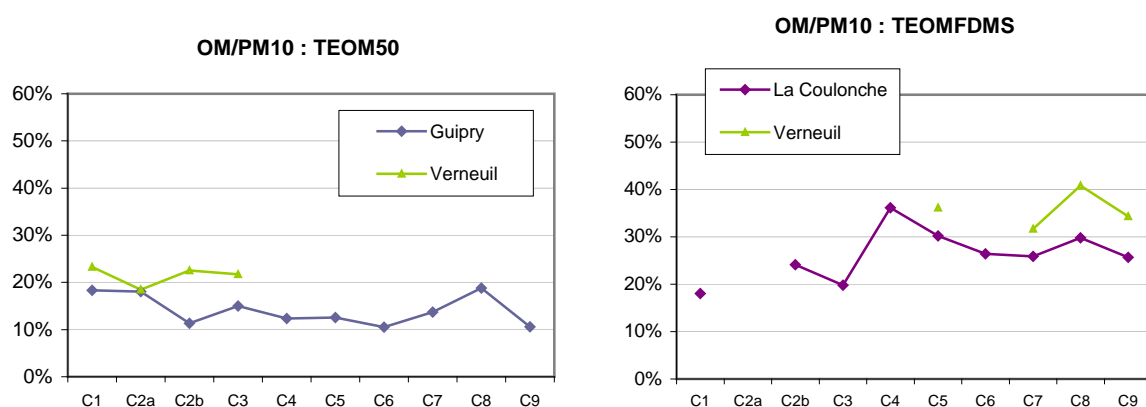 OM/PM10 : TEOM50
60%
50%
40%
30%
20%
10%
0%
Guipry
Verneuil
C1 C2a C2b C3 C4 C5 C6 C7 C8 C9
OM/PM10 : TEOMFDMS
60%
50%
40%
30%
20%
10%
0%
La Coulonche
Verneuil
C1 C2a C2b C3 C4 C5 C6 C7 C8 C9